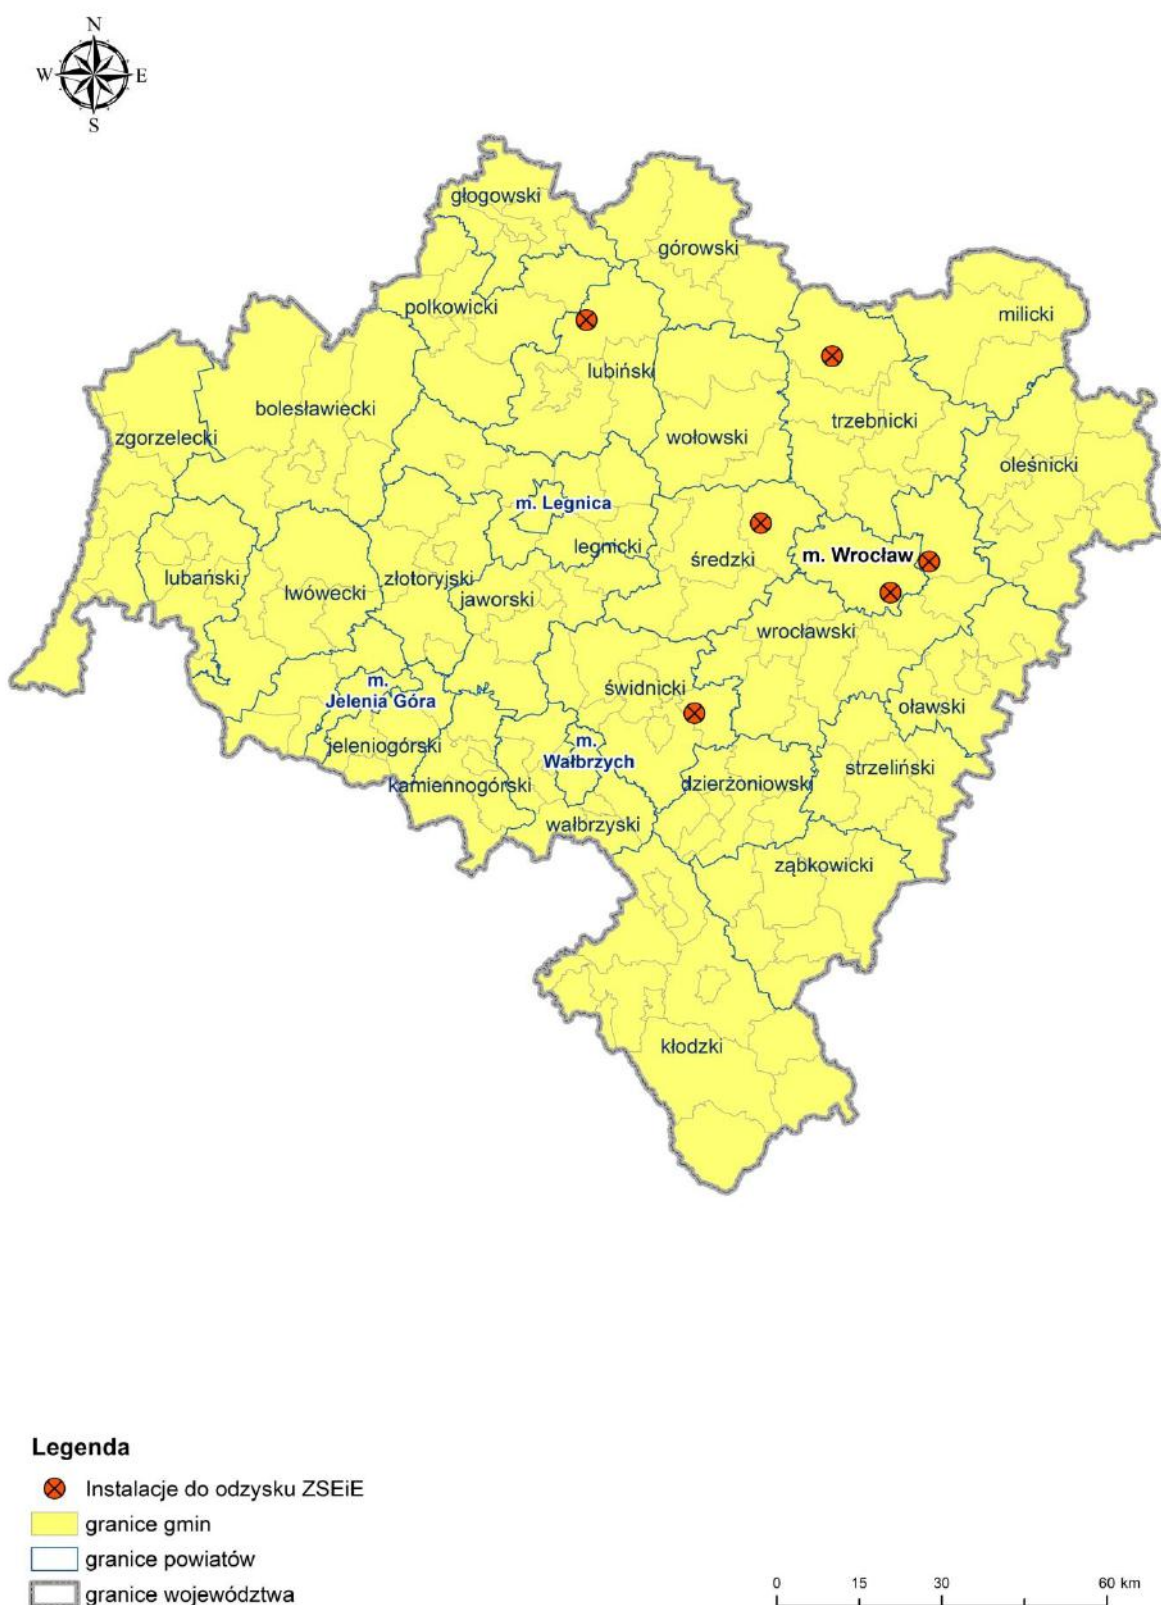 N
W E
S
głogowski
górowski
polkowicki
milicki
lubiński
bolesławiecki
trzebnicki
zgorzelecki
wołowski
oleśnicki
m. Legnica
legnicki
średzki
m. Wrocław
lubański
lwówecki
złotoryjski
jaworski
wrocławski
m.
Jelenia Góra
świdnicki
oławski
jeleniogórski
m.
Wałbrzych
strzeliński
kamiennogórski
dzierżoniowski
wałbrzyski
ząbkowicki
kłodzki
Legenda
Instalacje do odzysku ZSEiE
granice gmin
granice powiatów
granice województwa
0 15 30 60 km